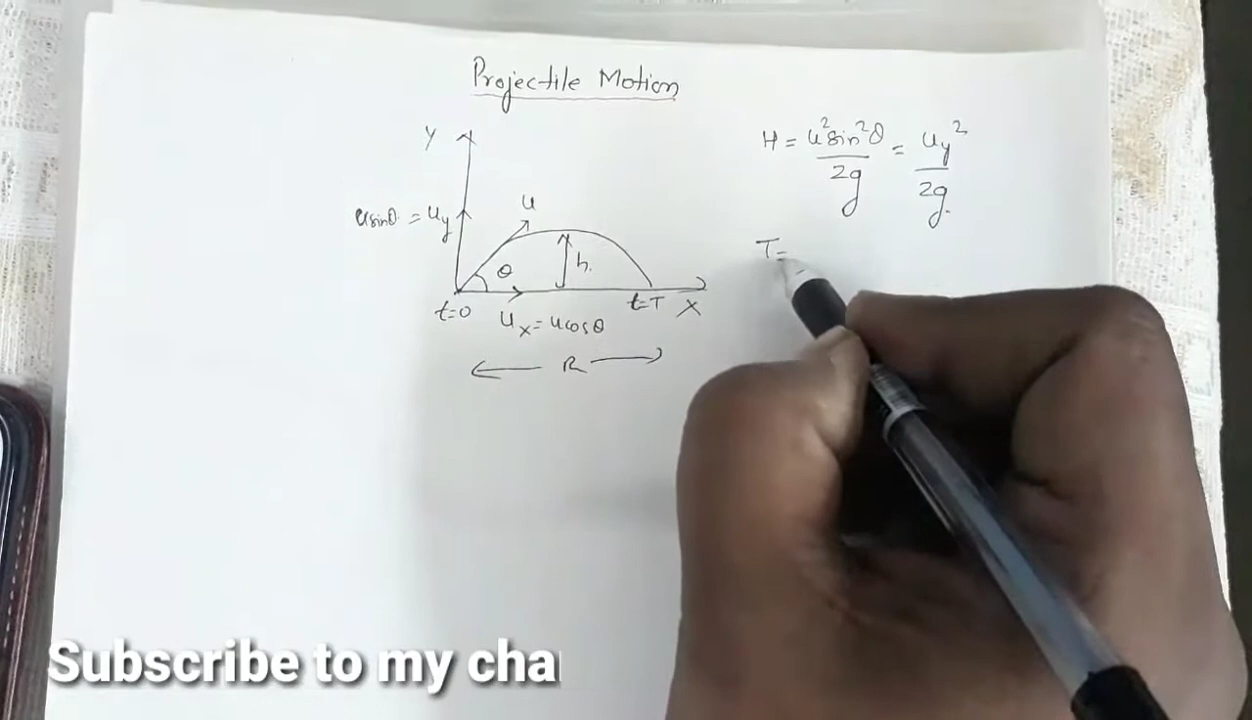 Projectile Motion
Y
H = u²sin²θ / 2g = uy² / 2g
usinθ = uy
u
T=
θ
h
t=0
t=T
X
ux = ucosθ
R
Subscribe to my cha